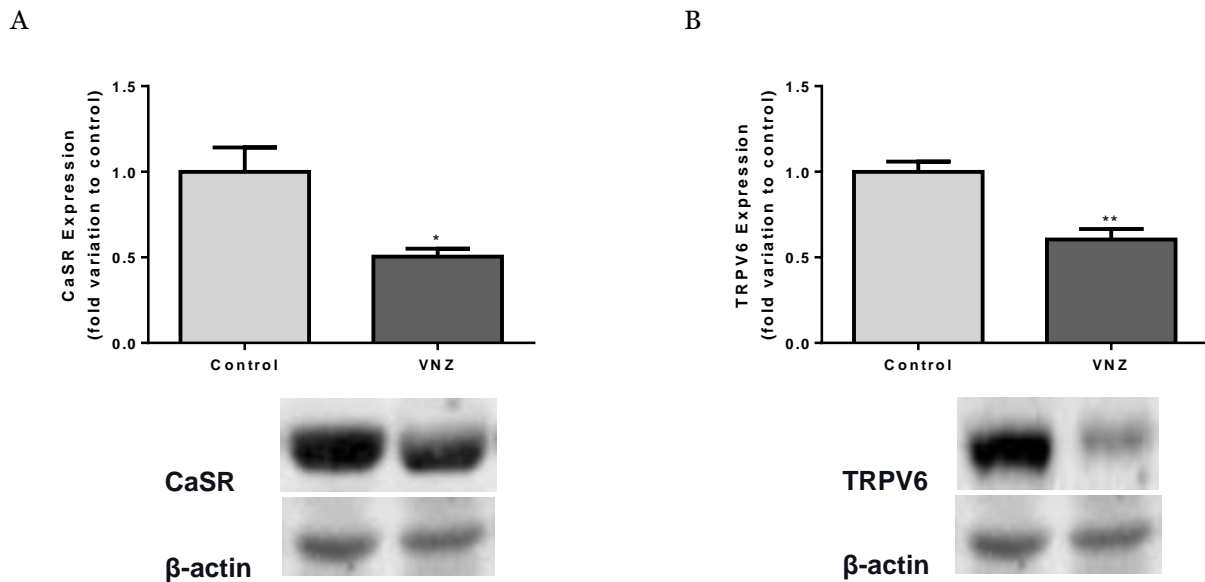 A
CaSR Expression
(fold variation to control)
1.5
1.0
0.5
0.0
*
Control
VNZ
CaSR
β-actin
B
TRPV6 Expression
(fold variation to control)
1.5
1.0
0.5
0.0
**
Control
VNZ
TRPV6
β-actin